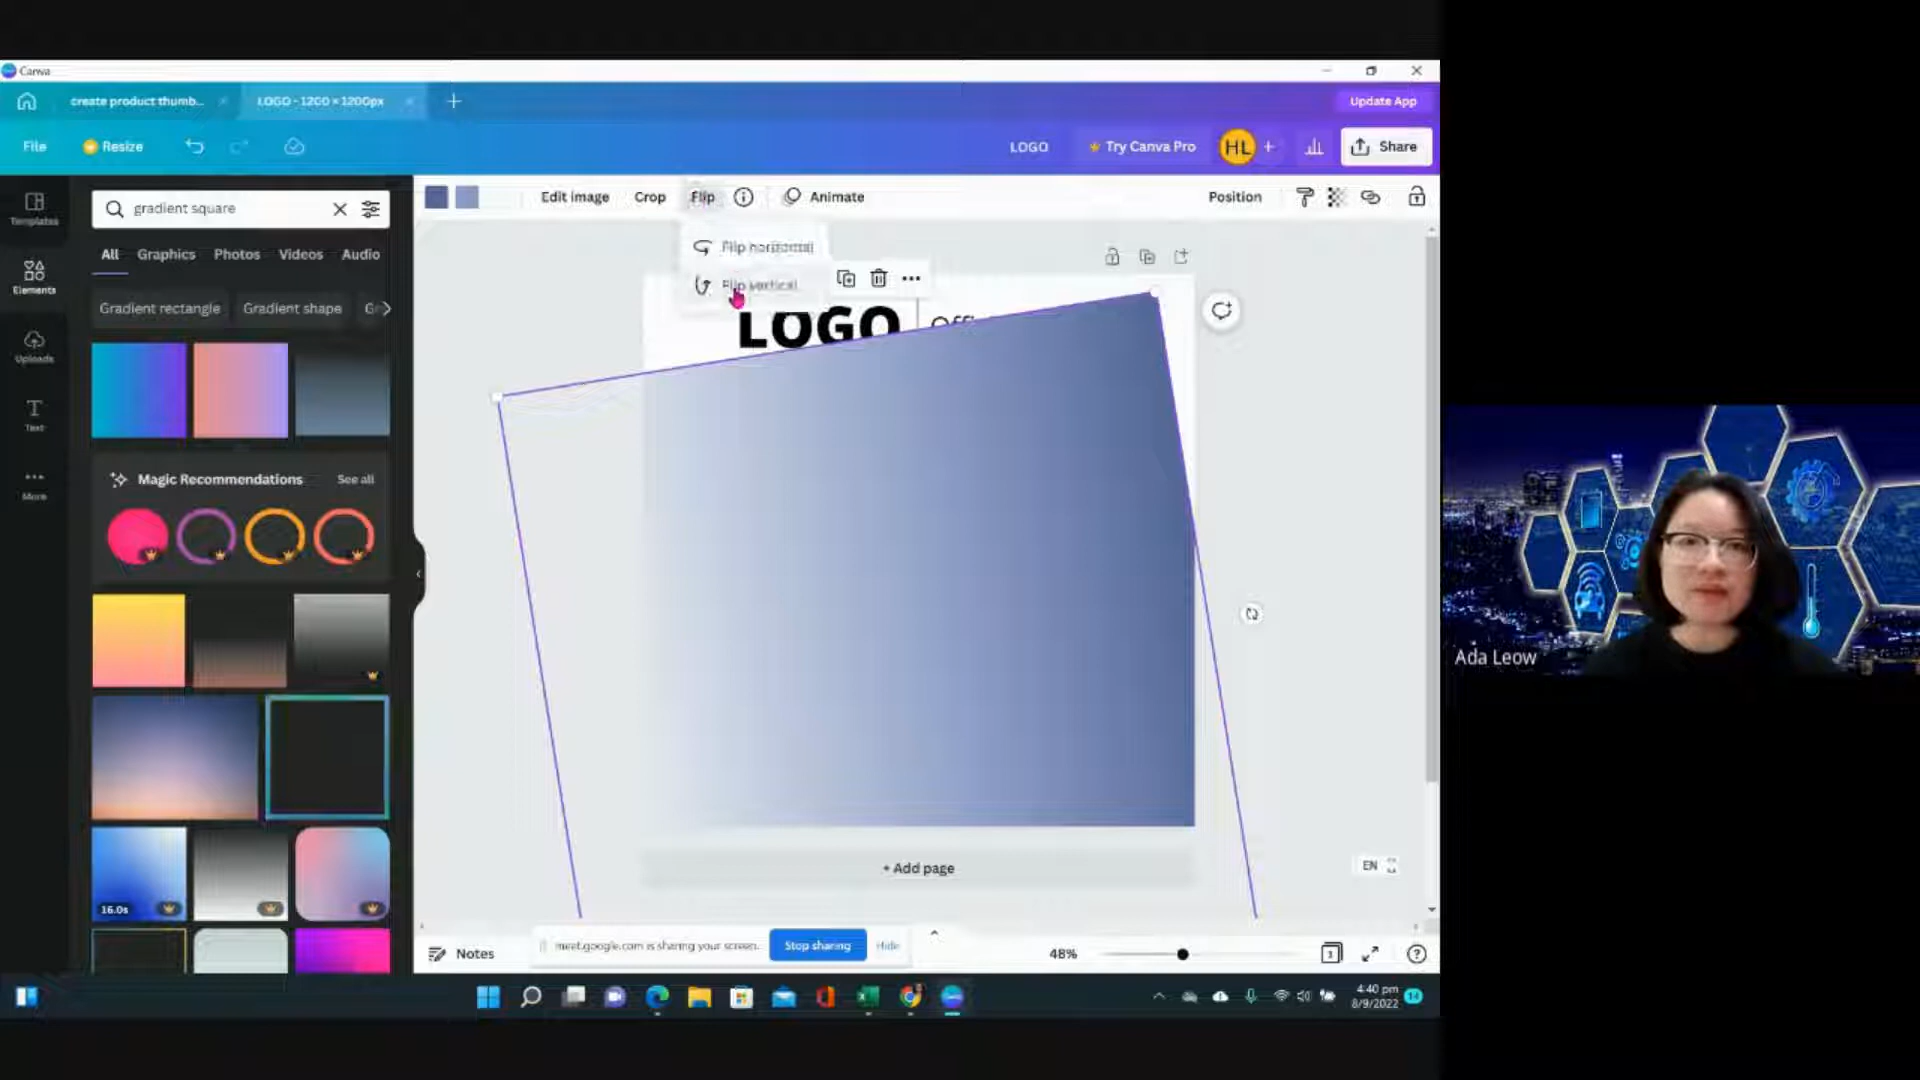 Canva
create product thumb...
LOGO - 1200 × 1200px
Update App
File
Resize
LOGO
Try Canva Pro
HL
Share
Templates
gradient square
Edit image
Crop
Flip
Animate
Position
All
Graphics
Photos
Videos
Audio
Flip horizontal
Flip vertical
Elements
Gradient rectangle
Gradient shape
LOGO
Offi
Uploads
Text
More
Magic Recommendations
See all
16.0s
Ada Leow
+ Add page
EN
Notes
meet.google.com is sharing your screen.
Stop sharing
Hide
48%
1
4:40 pm
8/9/2022
14